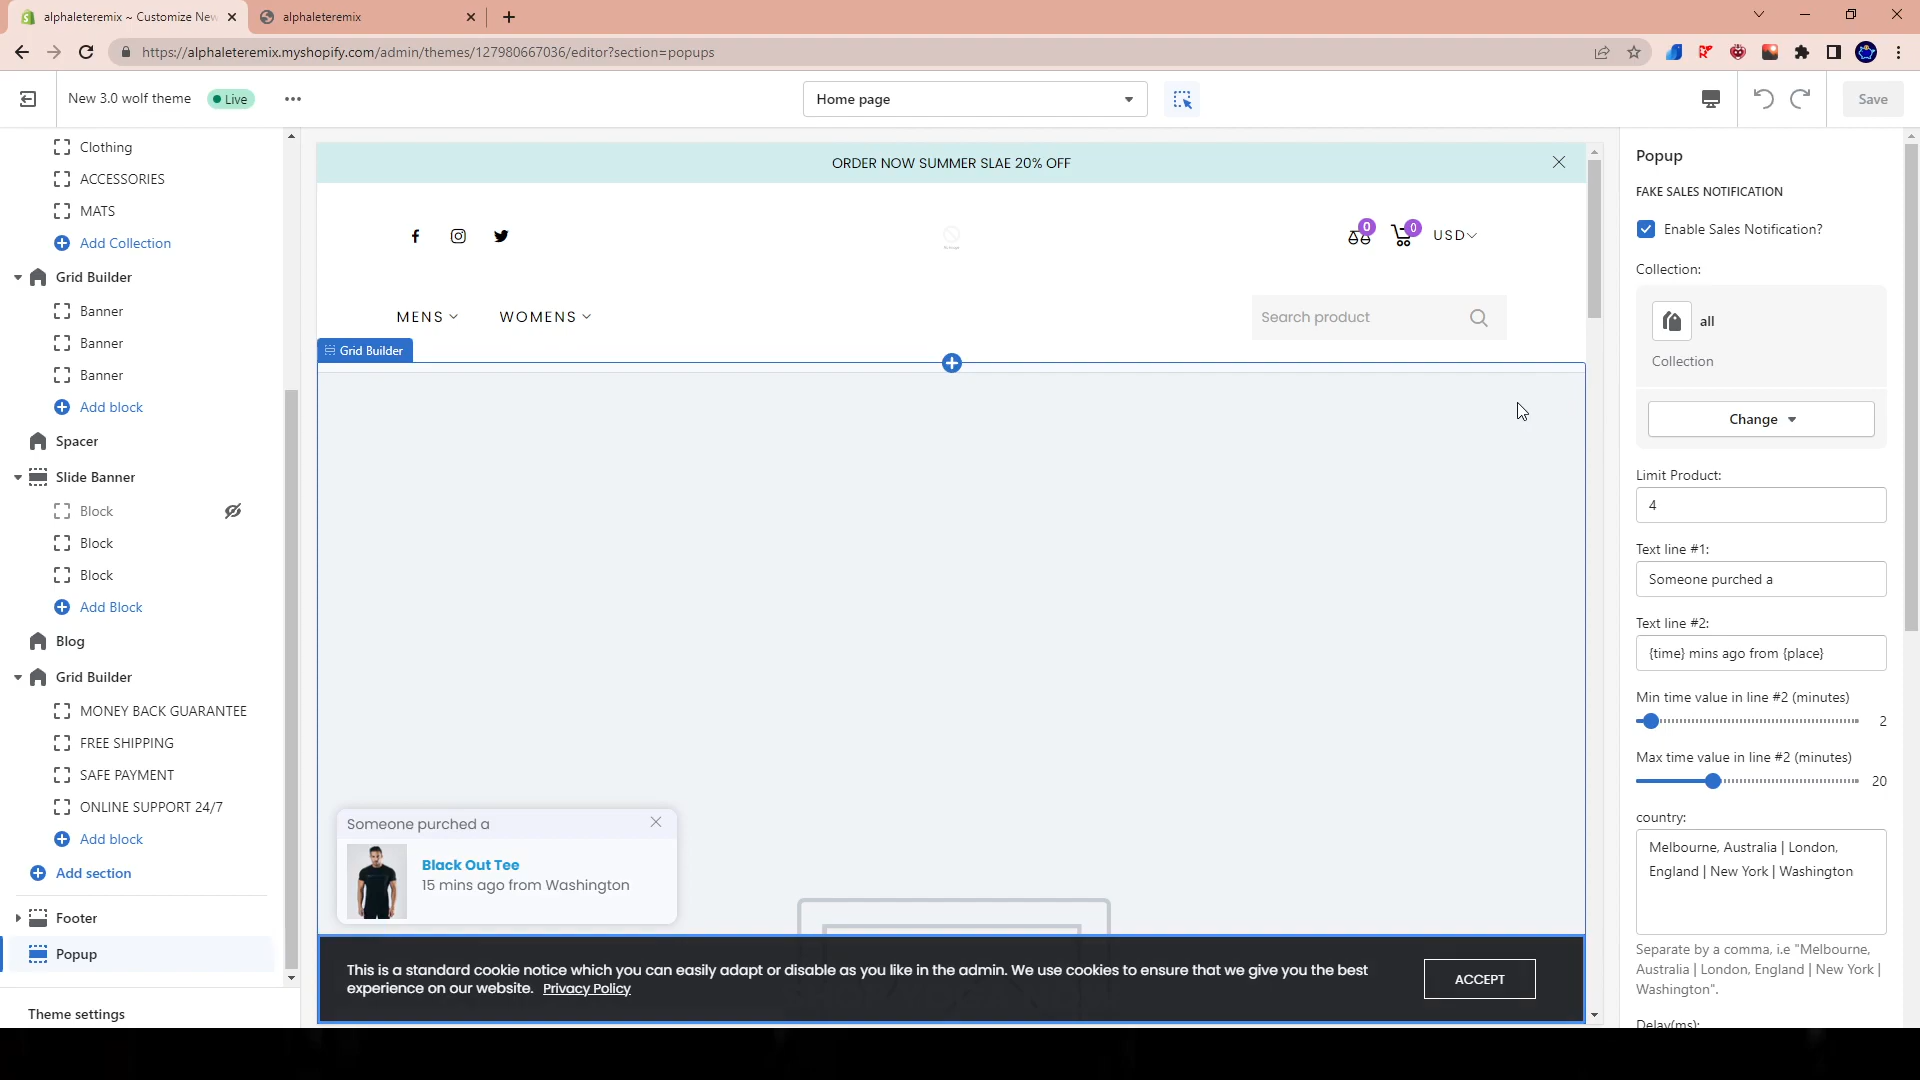 alphaleteremix ~ Customize New
alphaleteremix
https://alphaleteremix.myshopify.com/admin/themes/127980667036/editor?section=popups
New 3.0 wolf theme
Live
Home page
Save
Clothing
ACCESSORIES
MATS
Add Collection
Grid Builder
Banner
Banner
Banner
Add block
Spacer
Slide Banner
Block
Block
Block
Add Block
Blog
Grid Builder
MONEY BACK GUARANTEE
FREE SHIPPING
SAFE PAYMENT
ONLINE SUPPORT 24/7
Add block
Add section
Footer
Popup
Theme settings
ORDER NOW SUMMER SLAE 20% OFF
0
0
USD
MENS
WOMENS
Search product
Grid Builder
Someone purched a
Black Out Tee
15 mins ago from Washington
This is a standard cookie notice which you can easily adapt or disable as you like in the admin. We use cookies to ensure that we give you the best
experience on our website. Privacy Policy
ACCEPT
Popup
FAKE SALES NOTIFICATION
Enable Sales Notification?
Collection:
all
Collection
Change
Limit Product:
4
Text line #1:
Someone purched a
Text line #2:
{time} mins ago from {place}
Min time value in line #2 (minutes)
2
Max time value in line #2 (minutes)
20
country:
Melbourne, Australia | London,
England | New York | Washington
Separate by a comma, i.e "Melbourne,
Australia | London, England | New York |
Washington".
Delay(ms):